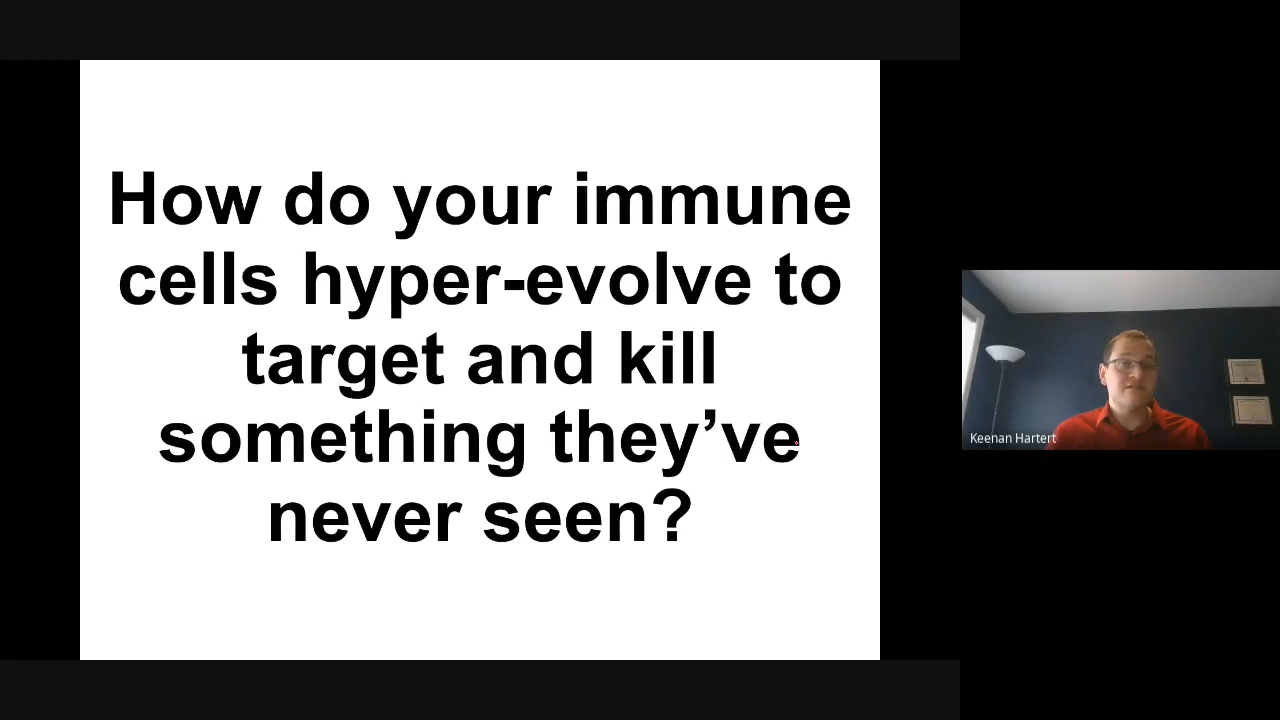 How do your immune
cells hyper-evolve to
target and kill
something they’ve
never seen?
Keenan Hartert